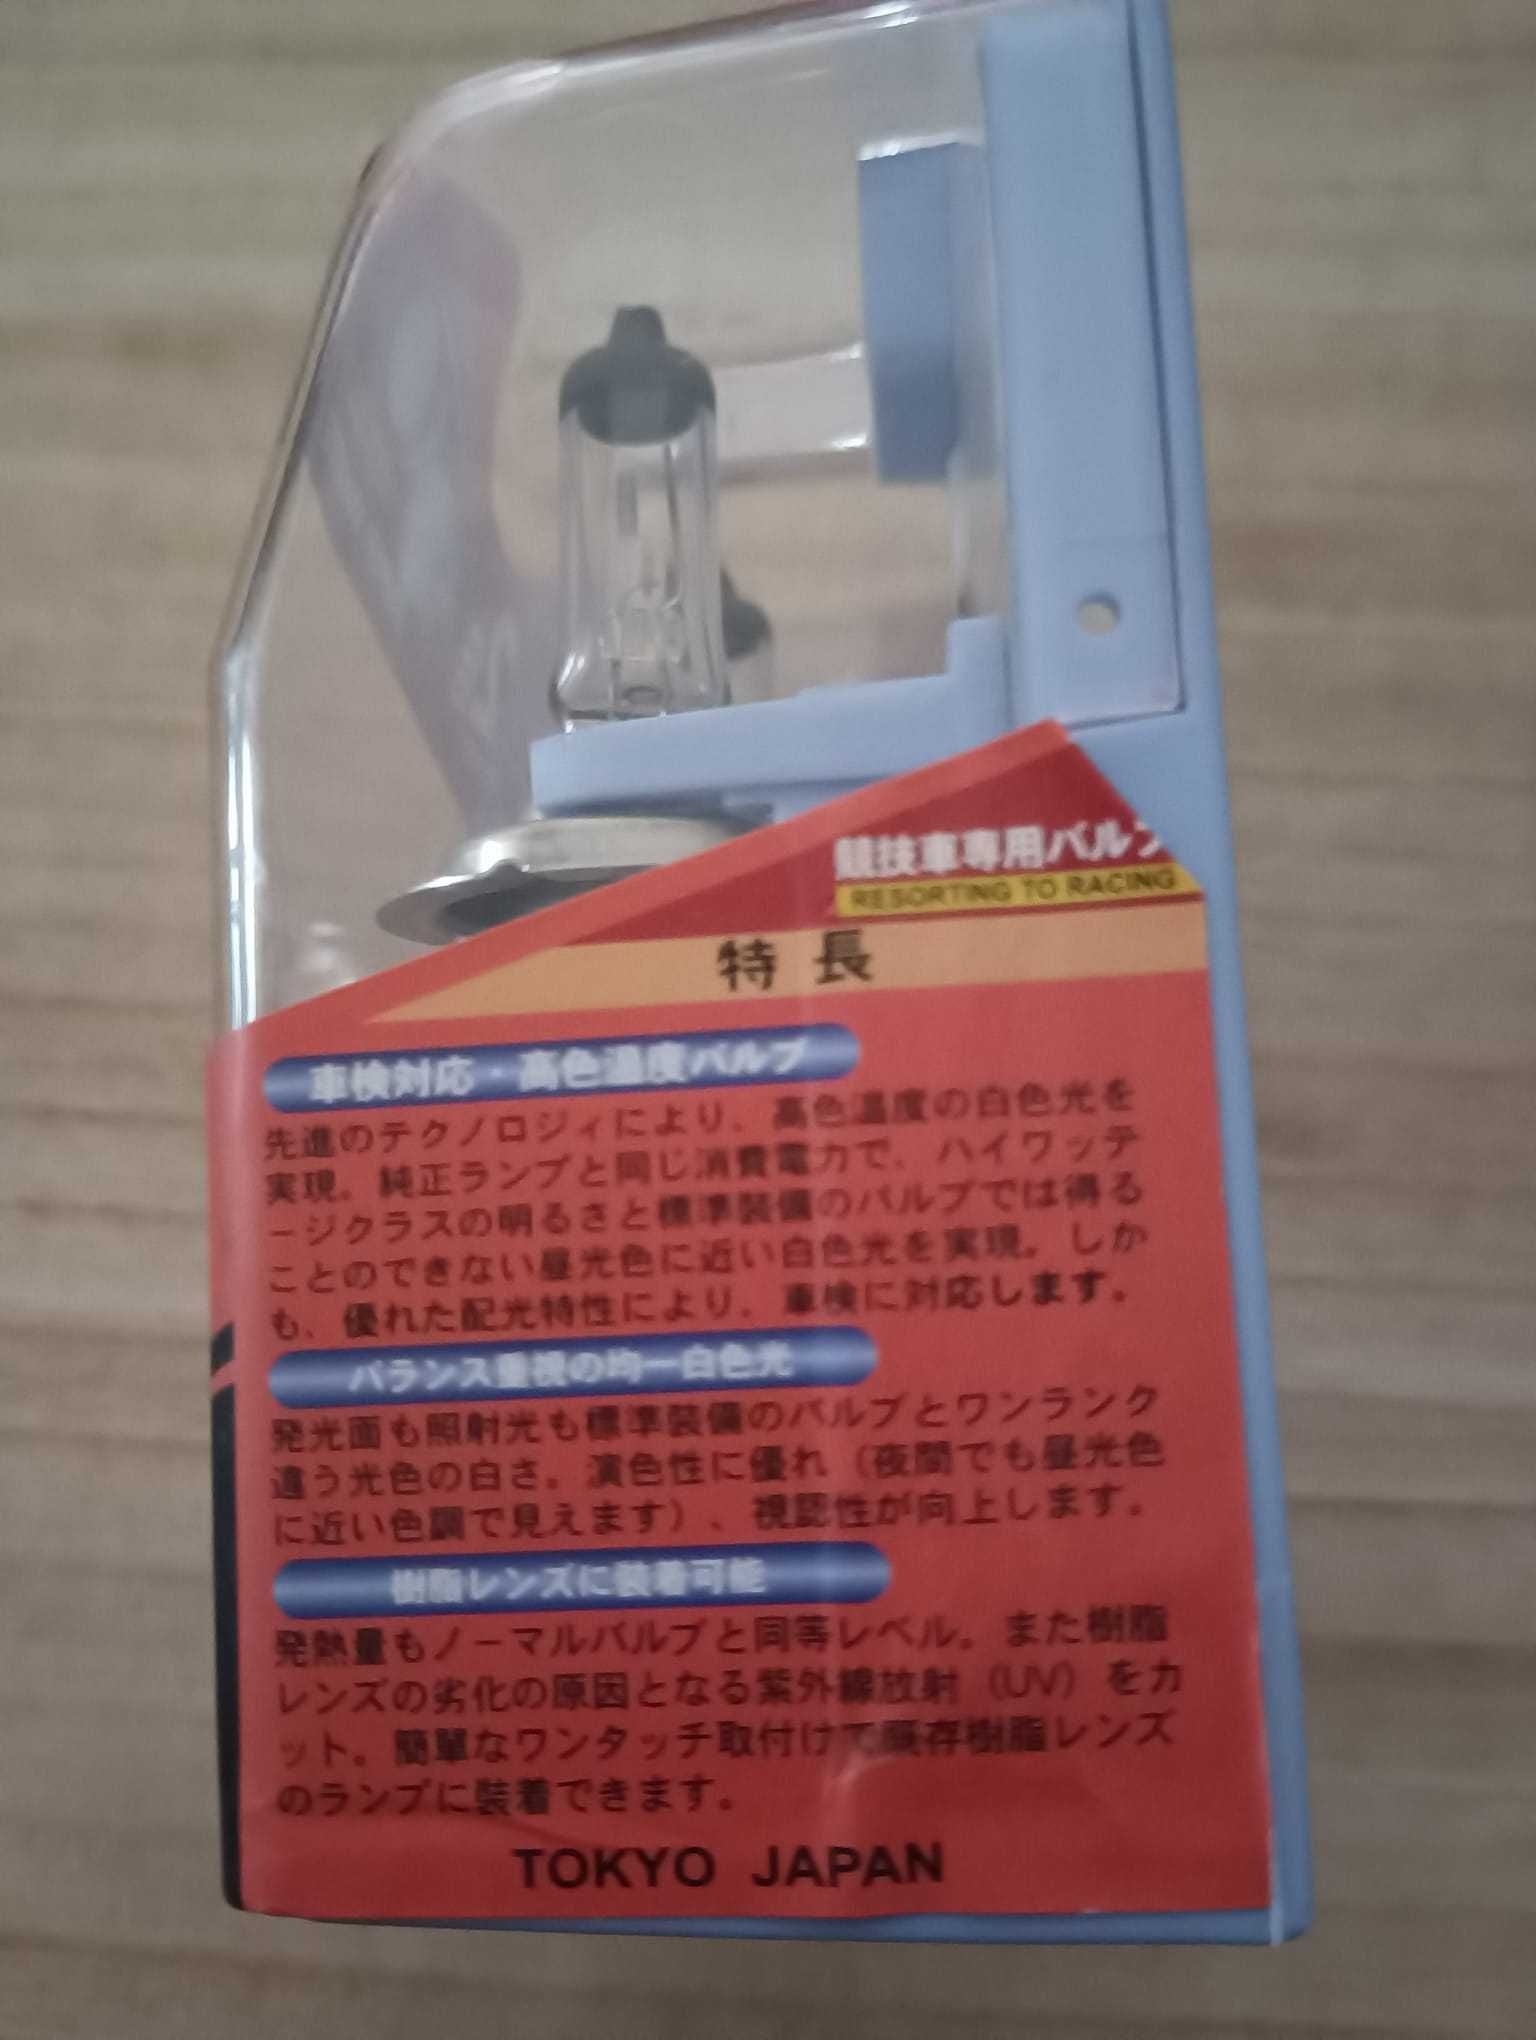 競技車専用バルブ
RESORTING TO RACING
特長
車検対応・高色温度バルブ
先進のテクノロジィにより、高色温度の白色光を
実現。純正ランプと同じ消費電力で、ハイワッテ
ージクラスの明るさと標準装備のバルブでは得る
ことのできない昼光色に近い白色光を実現。しか
も、優れた配光特性により、車検に対応します。
バランス重視の均一白色光
発光面も照射光も標準装備のバルブとワンランク
違う光色の白さ。演色性に優れ（夜間でも昼光色
に近い色調で見えます）、視認性が向上します。
樹脂レンズに装着可能
発熱量もノーマルバルブと同等レベル。また樹脂
レンズの劣化の原因となる紫外線放射（UV）をカ
ット。簡単なワンタッチ取付けで既存樹脂レンズ
のランプに装着できます。
TOKYO JAPAN